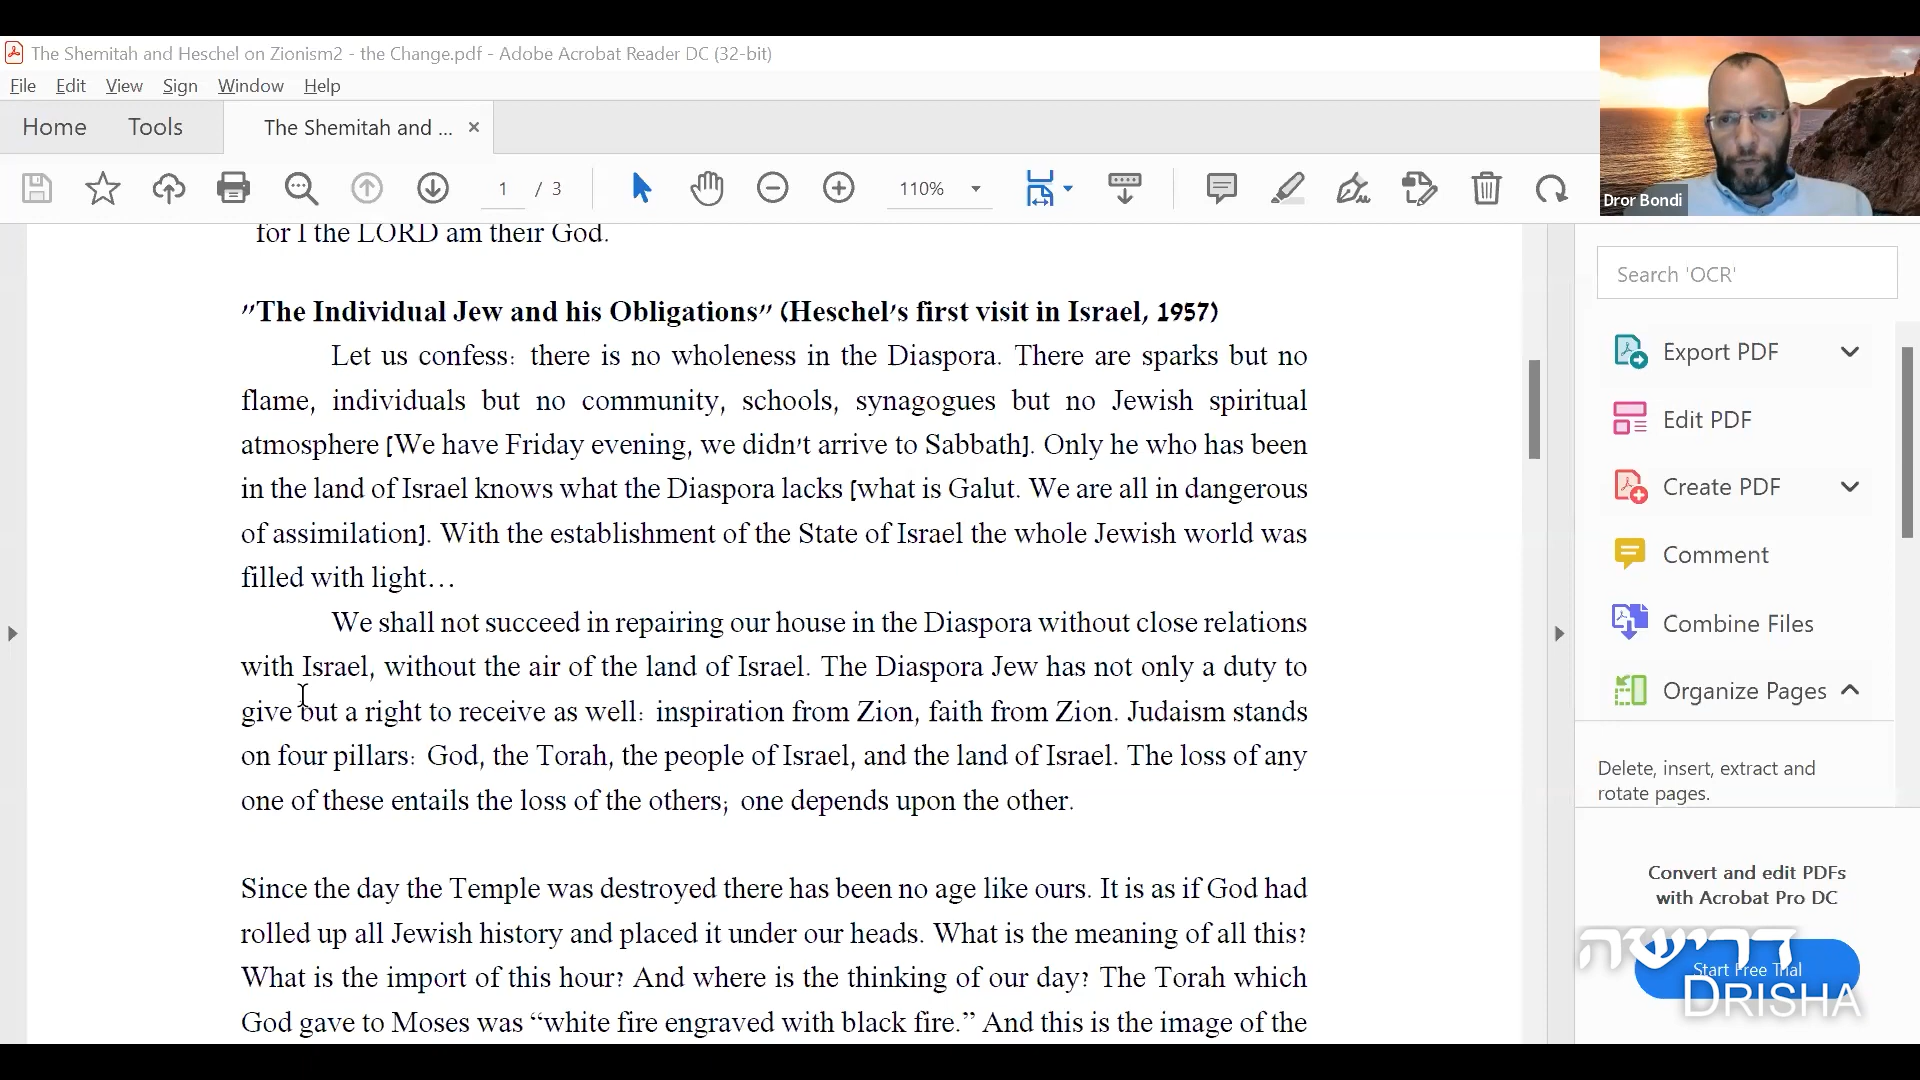 The Shemitah and Heschel on Zionism2 - the Change.pdf - Adobe Acrobat Reader DC (32-bit)
File Edit View Sign Window Help
Home Tools The Shemitah and ... ×
1 / 3 110%
Dror Bondi
for I the LORD am their God.
"The Individual Jew and his Obligations" (Heschel's first visit in Israel, 1957)
Let us confess: there is no wholeness in the Diaspora. There are sparks but no
flame, individuals but no community, schools, synagogues but no Jewish spiritual
atmosphere [We have Friday evening, we didn't arrive to Sabbath]. Only he who has been
in the land of Israel knows what the Diaspora lacks [what is Galut. We are all in dangerous
of assimilation]. With the establishment of the State of Israel the whole Jewish world was
filled with light…
We shall not succeed in repairing our house in the Diaspora without close relations
with Israel, without the air of the land of Israel. The Diaspora Jew has not only a duty to
give but a right to receive as well: inspiration from Zion, faith from Zion. Judaism stands
on four pillars: God, the Torah, the people of Israel, and the land of Israel. The loss of any
one of these entails the loss of the others; one depends upon the other.
Since the day the Temple was destroyed there has been no age like ours. It is as if God had
rolled up all Jewish history and placed it under our heads. What is the meaning of all this?
What is the import of this hour? And where is the thinking of our day? The Torah which
God gave to Moses was “white fire engraved with black fire.” And this is the image of the
Search 'OCR'
Export PDF
Edit PDF
Create PDF
Comment
Combine Files
Organize Pages
Delete, insert, extract and
rotate pages.
Convert and edit PDFs
with Acrobat Pro DC
Start Free Trial
דרישה
DRISHA